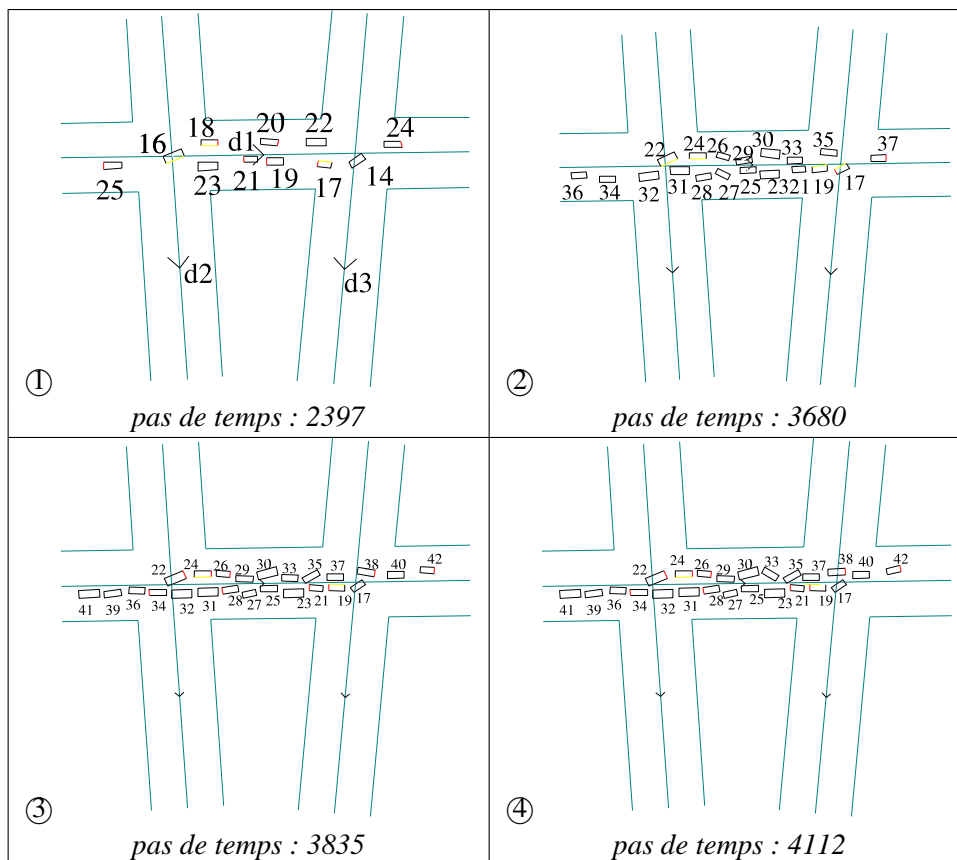 18 20 22 24
16 d1
25 23 21 19 17 14
d2 d3
①
pas de temps : 2397
30 35 37
22 24 26 29 33
36 34 32 31 28 27 25 23 21 19 17
②
pas de temps : 3680
22 24 26 29 30 33 35 37 38 40 42
41 39 36 34 32 31 28 27 25 23 21 19 17
③
pas de temps : 3835
22 24 26 29 30 33 35 37 38 40 42
41 39 36 34 32 31 28 27 25 23 21 19 17
④
pas de temps : 4112